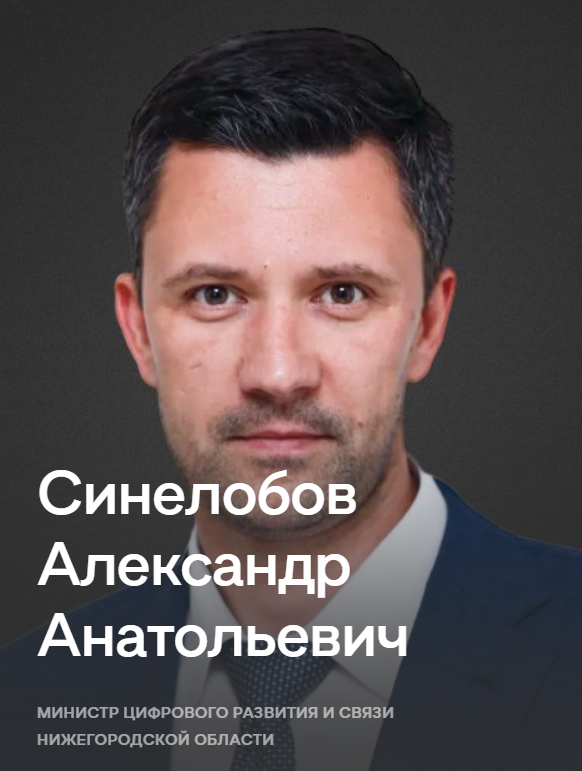 Синелобов
Александр
Анатольевич
МИНИСТР ЦИФРОВОГО РАЗВИТИЯ И СВЯЗИ
НИЖЕГОРОДСКОЙ ОБЛАСТИ